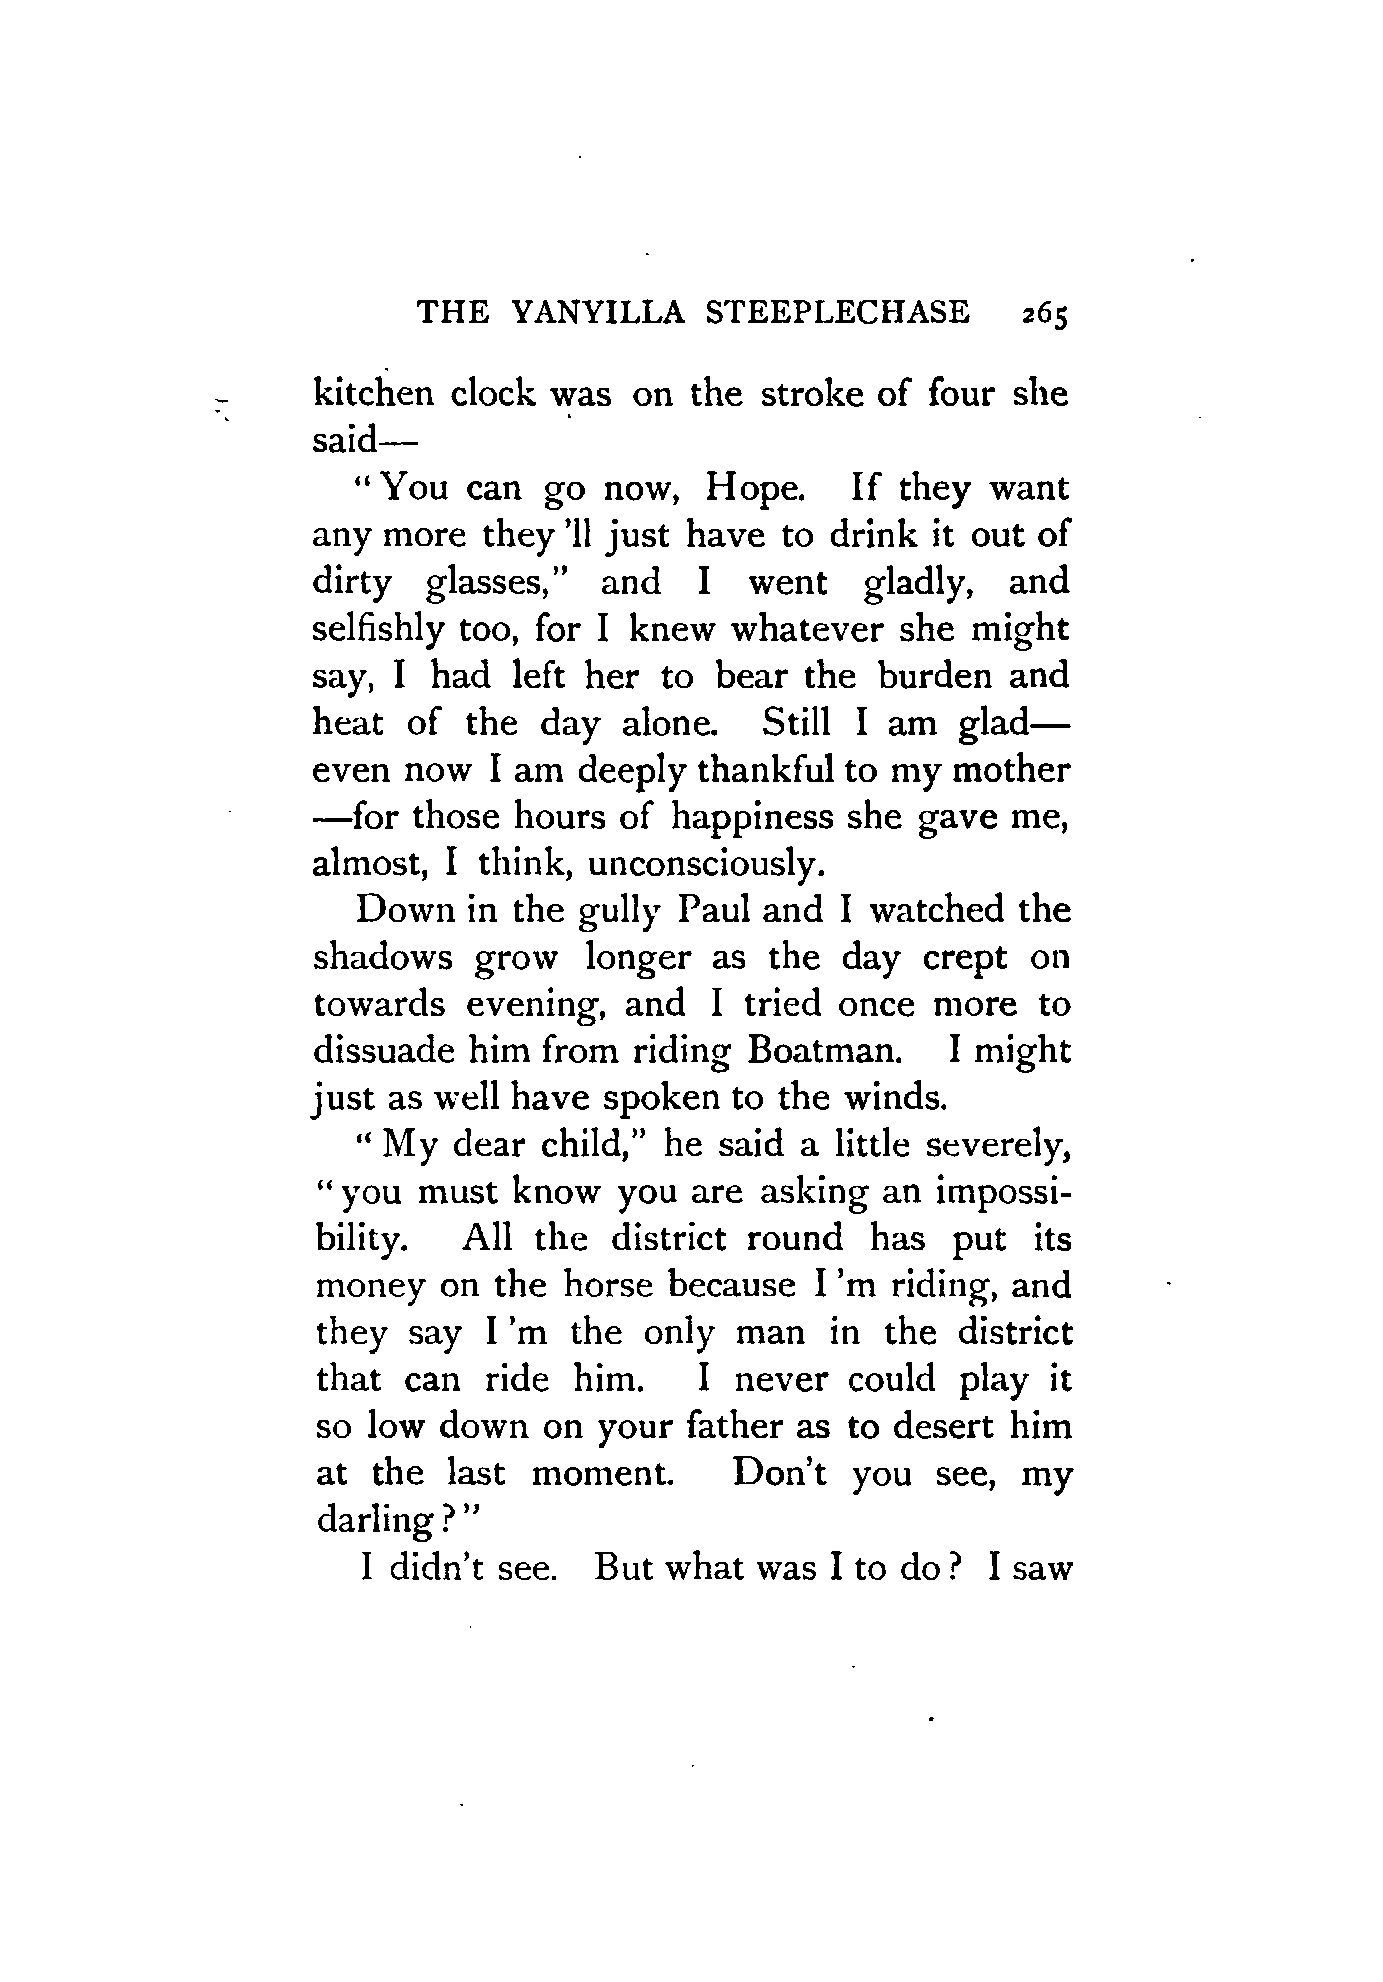 THE YANYILLA STEEPLECHASE 265
kitchen clock was on the stroke of four she
said—
“You can go now, Hope. If they want
any more they 'll just have to drink it out of
dirty glasses,” and I went gladly, and
selfishly too, for I knew whatever she might
say, I had left her to bear the burden and
heat of the day alone. Still I am glad—
even now I am deeply thankful to my mother
—for those hours of happiness she gave me,
almost, I think, unconsciously.
Down in the gully Paul and I watched the
shadows grow longer as the day crept on
towards evening, and I tried once more to
dissuade him from riding Boatman. I might
just as well have spoken to the winds.
“My dear child,” he said a little severely,
“you must know you are asking an impossi-
bility. All the district round has put its
money on the horse because I 'm riding, and
they say I 'm the only man in the district
that can ride him. I never could play it
so low down on your father as to desert him
at the last moment. Don't you see, my
darling?”
I didn't see. But what was I to do? I saw